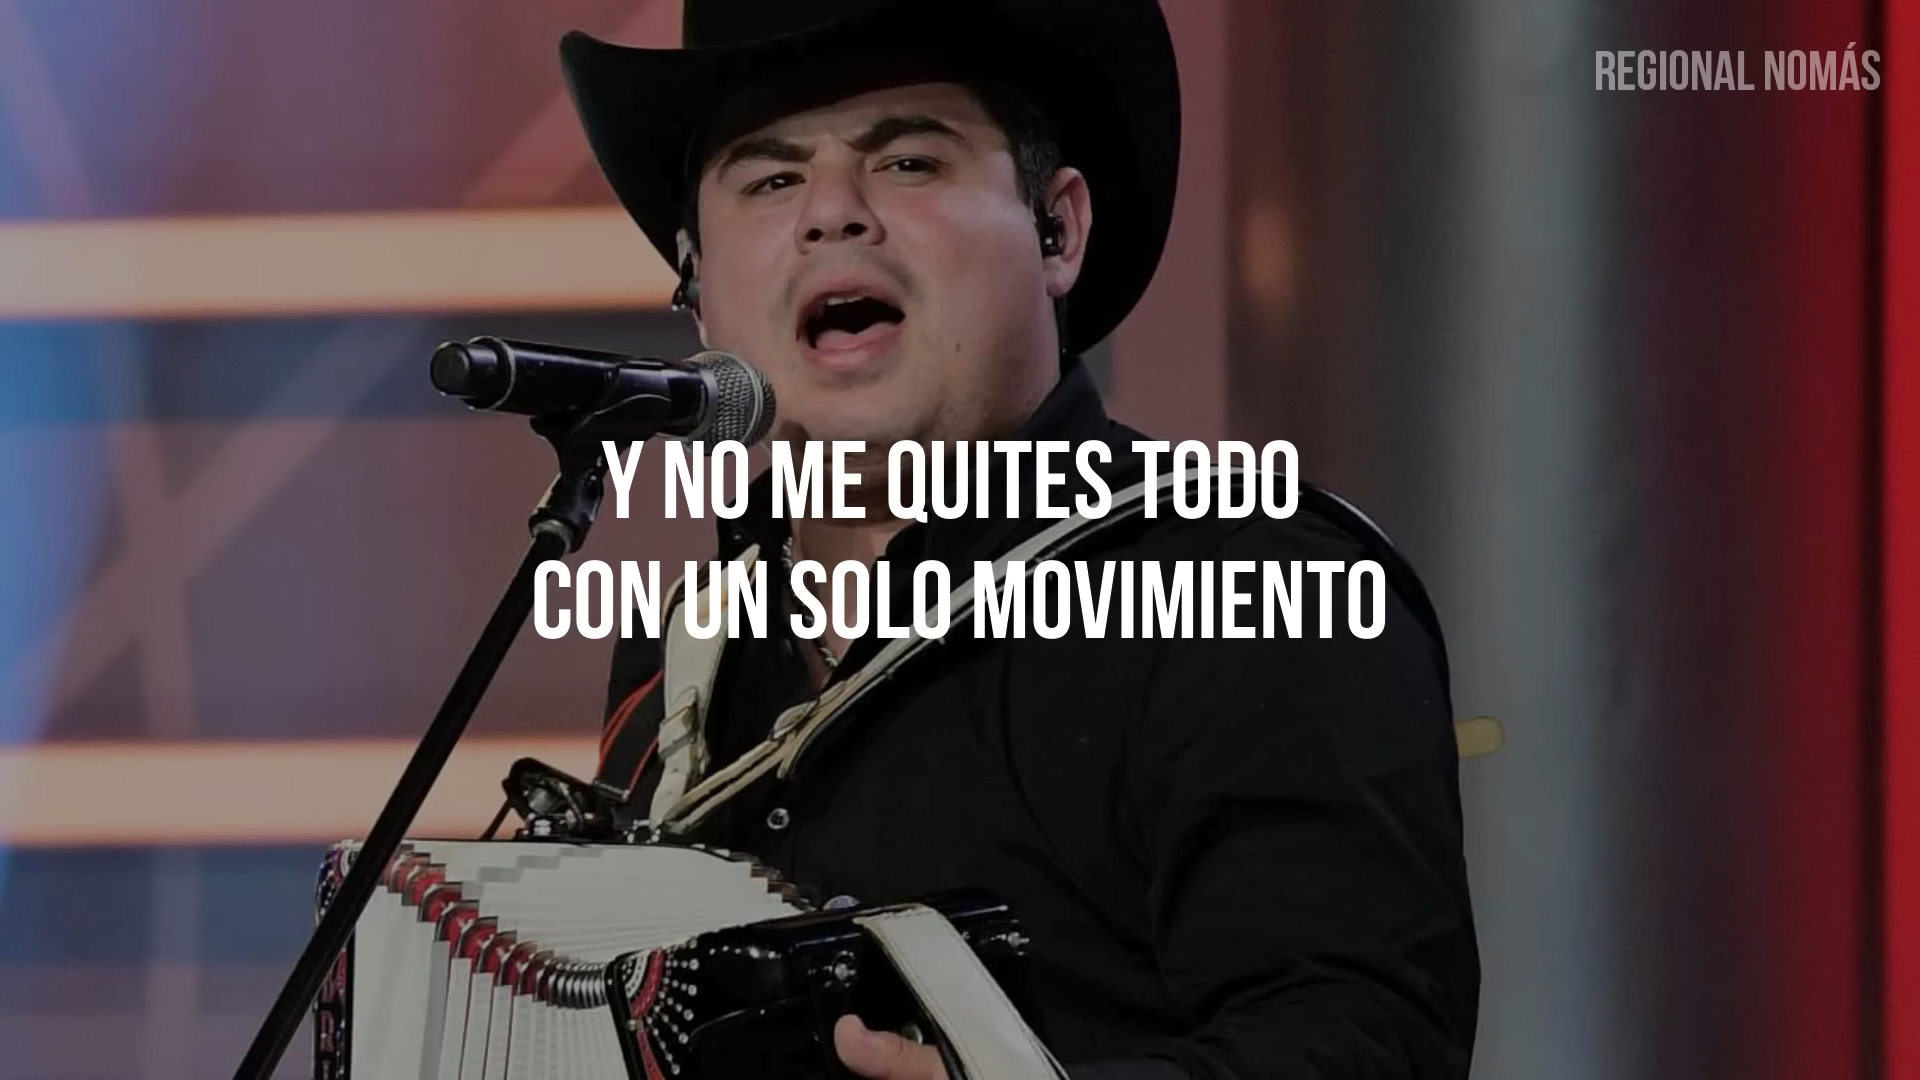 REGIONAL NOMÁS
Y NO ME QUITES TODO
CON UN SOLO MOVIMIENTO